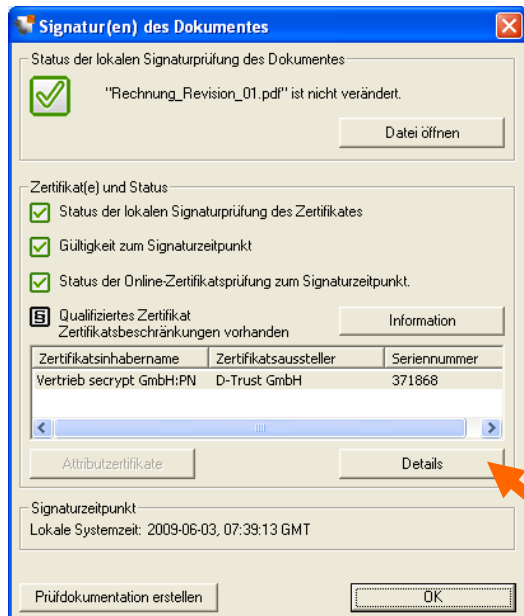 Signatur(en) des Dokumentes
Status der lokalen Signaturprüfung des Dokumentes
"Rechnung_Revision_01.pdf" ist nicht verändert.
Datei öffnen
Zertifikat(e) und Status
Status der lokalen Signaturprüfung des Zertifikates
Gültigkeit zum Signaturzeitpunkt
Status der Online-Zertifikatsprüfung zum Signaturzeitpunkt.
Qualifiziertes Zertifikat
Zertifikatsbeschränkungen vorhanden
Information
Zertifikatsinhabername Zertifikatsaussteller Seriennummer
Vertrieb secrypt GmbH:PN D-Trust GmbH 371868
Attributzertifikate Details
Signaturzeitpunkt
Lokale Systemzeit: 2009-06-03, 07:39:13 GMT
Prüfdokumentation erstellen OK